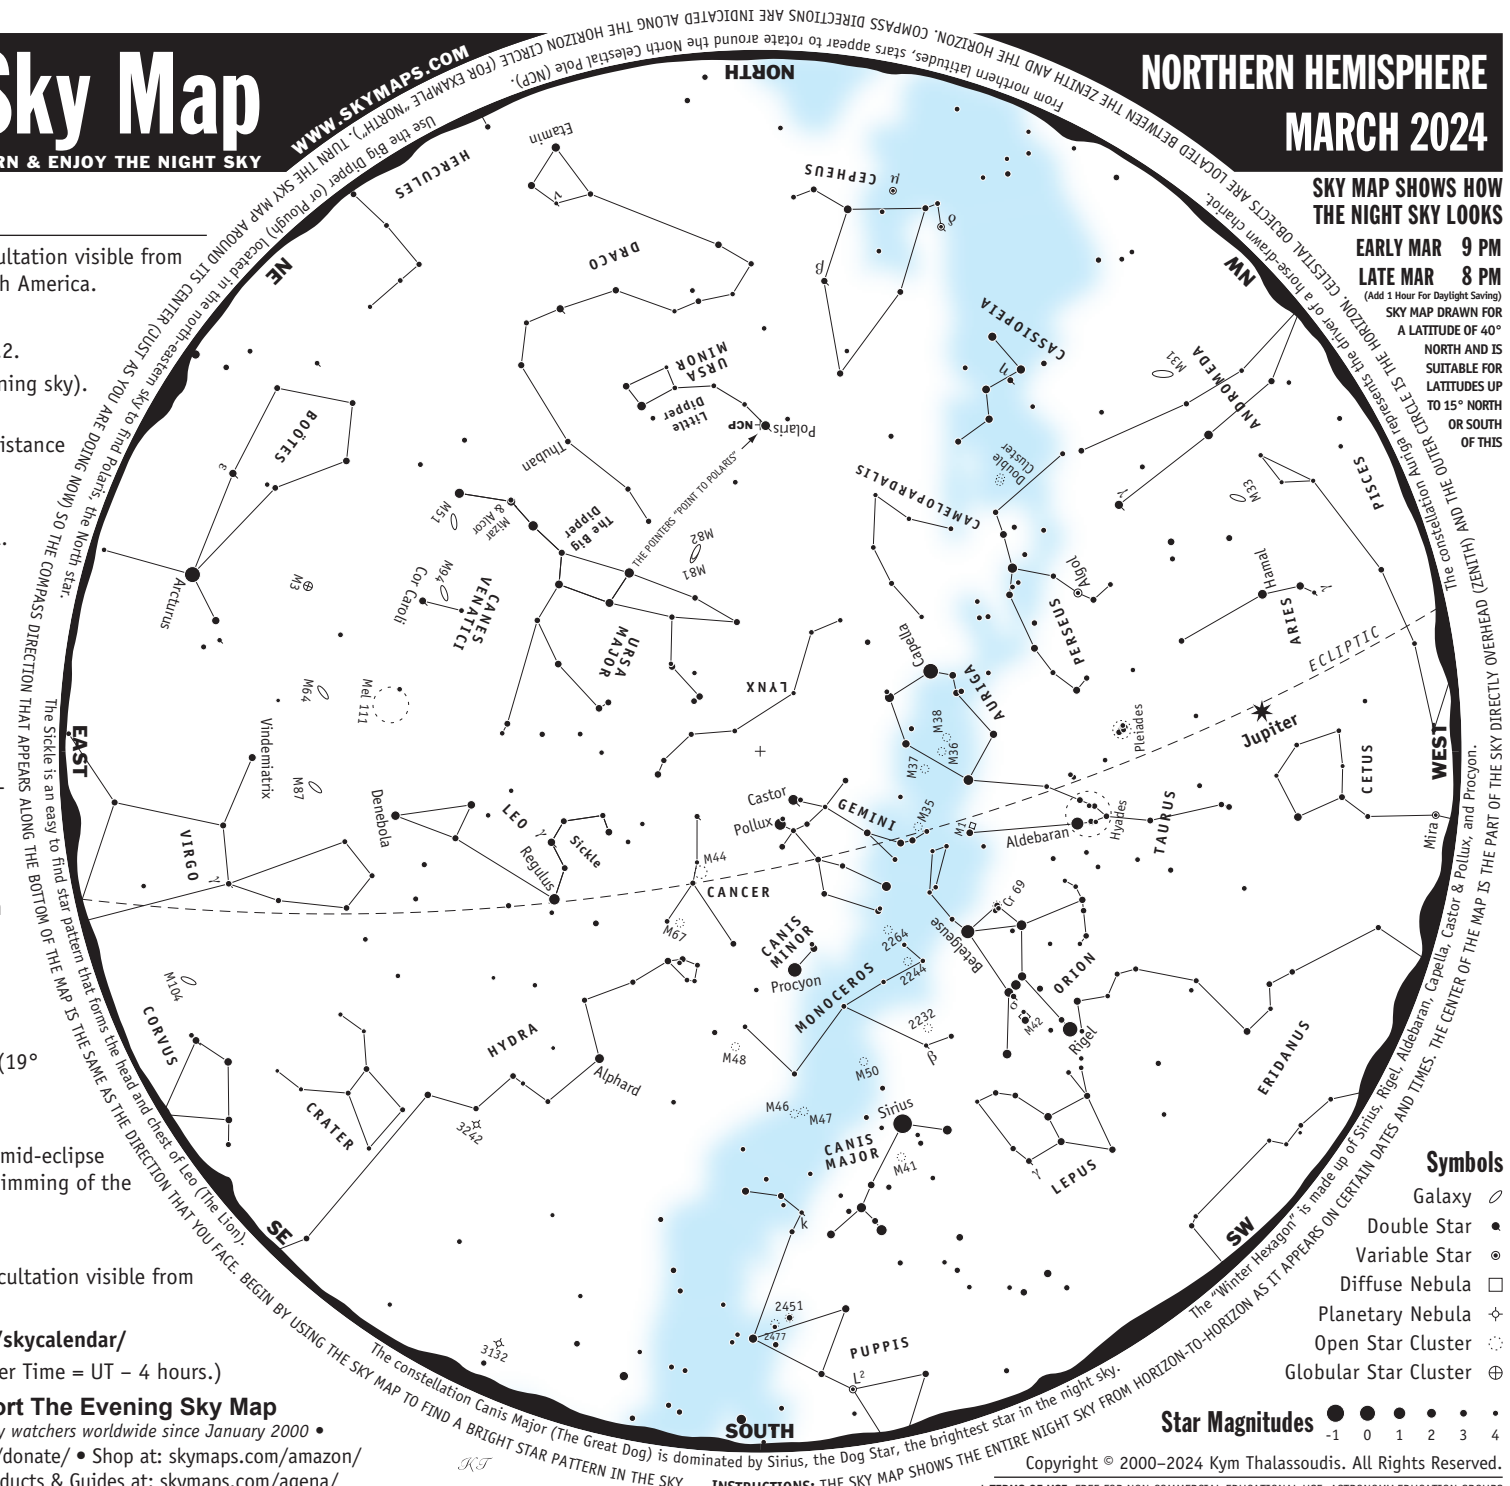 Sky Map
RN & ENJOY THE NIGHT SKY
WWW.SKYMAPS.COM
NORTHERN HEMISPHERE
MARCH 2024
SKY MAP SHOWS HOW
THE NIGHT SKY LOOKS
EARLY MAR 9 PM
LATE MAR 8 PM
(Add 1 Hour For Daylight Saving)
SKY MAP DRAWN FOR
A LATITUDE OF 40°
NORTH AND IS
SUITABLE FOR
LATITUDES UP
TO 15° NORTH
OR SOUTH
OF THIS
ultation visible from
h America.
2.
ning sky).
istance
(19°
mid-eclipse
imming of the
cultation visible from
/skycalendar/
er Time = UT – 4 hours.)
ort The Evening Sky Map
y watchers worldwide since January 2000 •
/donate/ • Shop at: skymaps.com/amazon/
oducts & Guides at: skymaps.com/agena/
INSTRUCTIONS: THE SKY MAP SHOWS THE ENTIRE NIGHT SKY FROM HORIZON-TO-HORIZON AS IT APPEARS ON CERTAIN DATES AND TIMES. THE CENTER OF THE MAP IS THE PART OF THE SKY DIRECTLY OVERHEAD (ZENITH) AND THE OUTER CIRCLE IS THE HORIZON. CELESTIAL OBJECTS ARE LOCATED BETWEEN THE ZENITH AND THE HORIZON. COMPASS DIRECTIONS ARE INDICATED ALONG THE HORIZON CIRCLE (FOR EXAMPLE "NORTH"). TURN THE SKY MAP AROUND ITS CENTER (JUST AS YOU ARE DOING NOW) SO THE COMPASS DIRECTION THAT APPEARS ALONG THE BOTTOM OF THE MAP IS THE SAME AS THE DIRECTION THAT YOU FACE. BEGIN BY USING THE SKY MAP TO FIND A BRIGHT STAR PATTERN IN THE SKY
From northern latitudes, stars appear to rotate around the North Celestial Pole (NCP).
Use the Big Dipper (or Plough) located in the north-eastern sky to find Polaris, the North star.
The Sickle is an easy to find star pattern that forms the head and chest of Leo (The Lion).
The constellation Canis Major (The Great Dog) is dominated by Sirius, the Dog Star, the brightest star in the night sky.
The "Winter Hexagon" is made up of Sirius, Rigel, Aldebaran, Capella, Castor & Pollux, and Procyon.
The constellation Auriga represents the driver of a horse-drawn chariot.
NORTH
NE
NW
EAST
WEST
SE
SW
SOUTH
HERCULES
Etamin
ν
DRACO
CEPHEUS
μ
δ
β
CASSIOPEIA
η
M31
ANDROMEDA
γ
URSA
MINOR
Little
Dipper
NCP
Polaris
Thuban
Double
Cluster
CAMELOPARDALIS
BOÖTES
ε
M33
PISCES
M51
Mizar
& Alcor
The Big
Dipper
THE POINTERS "POINT TO POLARIS"
M82
M81
Arcturus
M3
Cor Caroli
M94
CANES
VENATICI
URSA
MAJOR
Algol
PERSEUS
Hamal
γ
ARIES
ECLIPTIC
Capella
AURIGA
LYNX
M64
Mel 111
M38
M36
M37
Pleiades
Jupiter
Vindemiatrix
M87
CETUS
Denebola
LEO
γ
Sickle
Regulus
Castor
Pollux
GEMINI
M35
M1
Aldebaran
Hyades
TAURUS
Mira
VIRGO
γ
M44
CANCER
M67
Cr 69
Betelgeuse
CANIS
MINOR
Procyon
2264
2244
MONOCEROS
ORION
M104
CORVUS
HYDRA
M48
2232
β
σ
M42
Rigel
ERIDANUS
Alphard
CRATER
3242
M50
M46
M47
Sirius
CANIS
MAJOR
M41
γ
LEPUS
k
2451
2477
PUPPIS
L²
3132
KT
Symbols
Galaxy
Double Star
Variable Star
Diffuse Nebula
Planetary Nebula
Open Star Cluster
Globular Star Cluster
Star Magnitudes
-1 0 1 2 3 4
Copyright © 2000–2024 Kym Thalassoudis. All Rights Reserved.